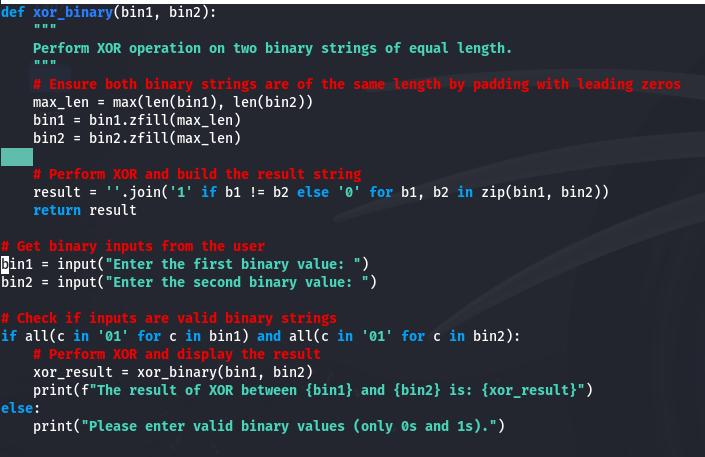 def xor_binary(bin1, bin2):
    """
    Perform XOR operation on two binary strings of equal length.
    """
    # Ensure both binary strings are of the same length by padding with leading zeros
    max_len = max(len(bin1), len(bin2))
    bin1 = bin1.zfill(max_len)
    bin2 = bin2.zfill(max_len)

    # Perform XOR and build the result string
    result = ''.join('1' if b1 != b2 else '0' for b1, b2 in zip(bin1, bin2))
    return result

# Get binary inputs from the user
bin1 = input("Enter the first binary value: ")
bin2 = input("Enter the second binary value: ")

# Check if inputs are valid binary strings
if all(c in '01' for c in bin1) and all(c in '01' for c in bin2):
    # Perform XOR and display the result
    xor_result = xor_binary(bin1, bin2)
    print(f"The result of XOR between {bin1} and {bin2} is: {xor_result}")
else:
    print("Please enter valid binary values (only 0s and 1s).")